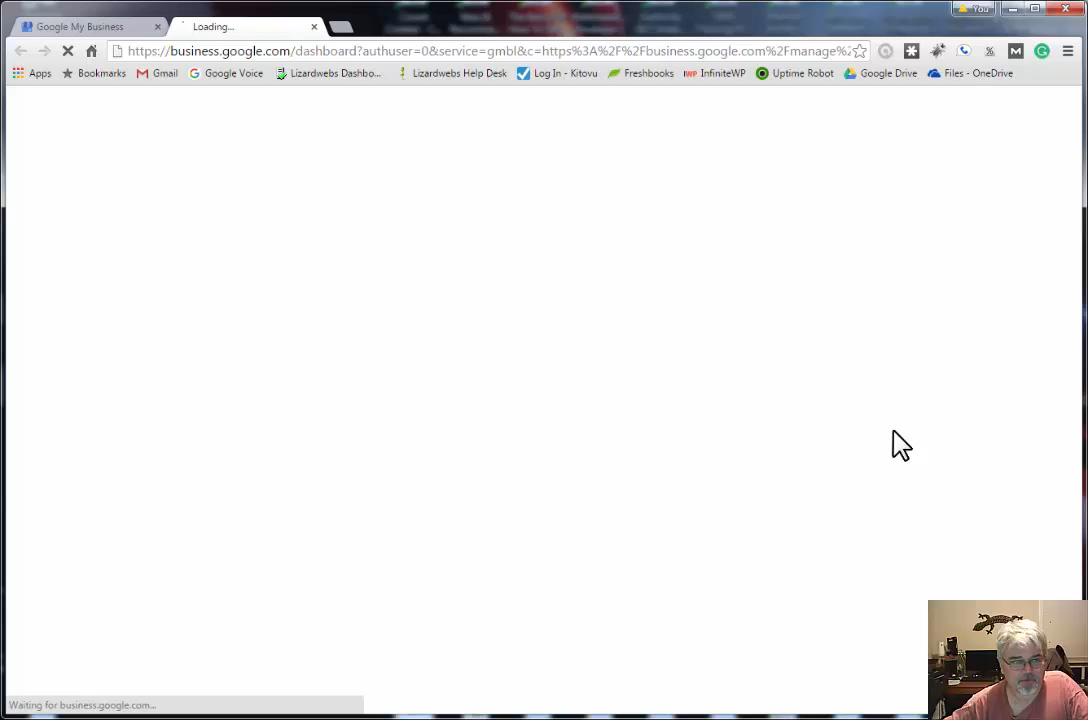 Google My Business
Loading...
You
https://business.google.com/dashboard?authuser=0&service=gmbl&c=https%3A%2F%2Fbusiness.google.com%2Fmanage%2
Apps
Bookmarks
Gmail
Google Voice
Lizardwebs Dashbo...
Lizardwebs Help Desk
Log In - Kitovu
Freshbooks
IWP InfiniteWP
Uptime Robot
Google Drive
Files - OneDrive
Waiting for business.google.com...